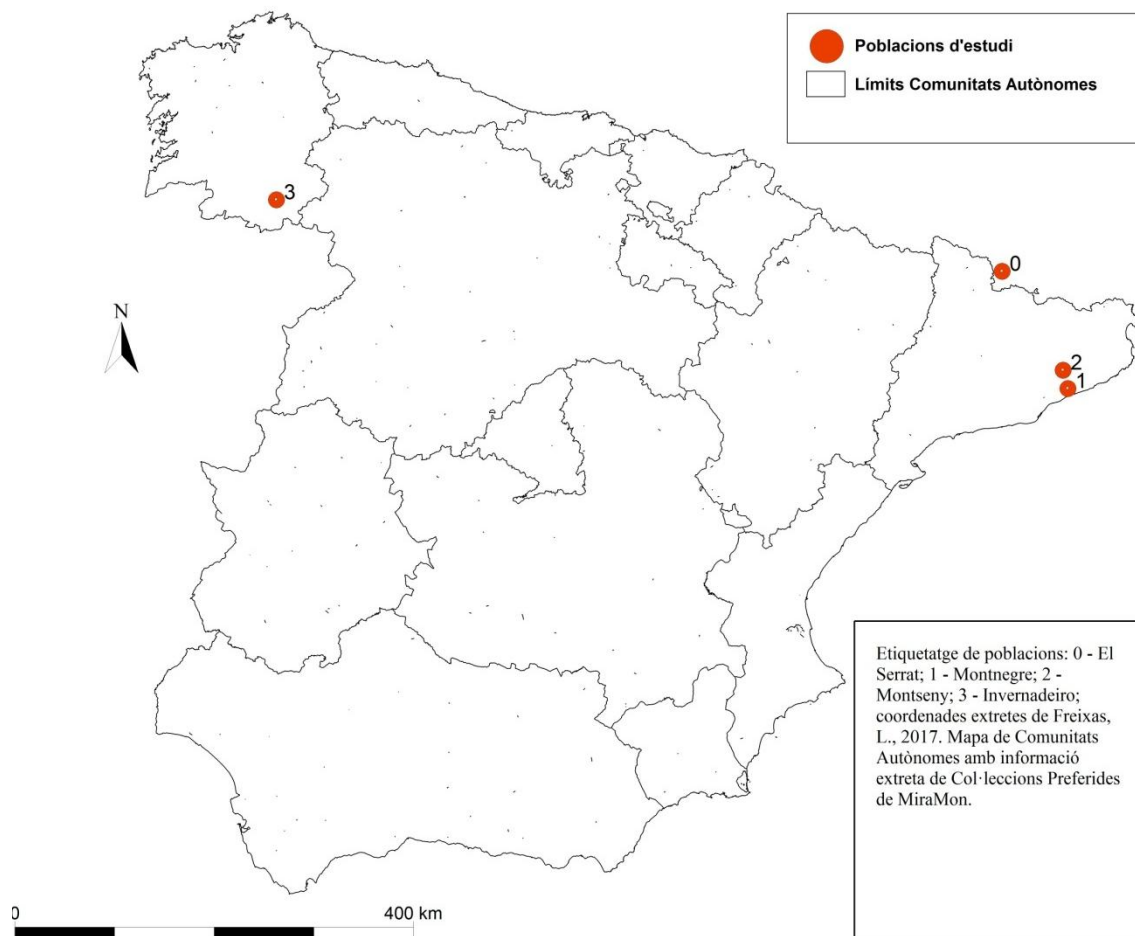 Poblacions d'estudi
Límits Comunitats Autònomes
3
0
2
1
N
Etiquetatge de poblacions: 0 - El
Serrat; 1 - Montnegre; 2 -
Montseny; 3 - Invernadeiro;
coordenades extretes de Freixas,
L., 2017. Mapa de Comunitats
Autònomes amb informació
extreta de Col·leccions Preferides
de MiraMon.
0
400 km